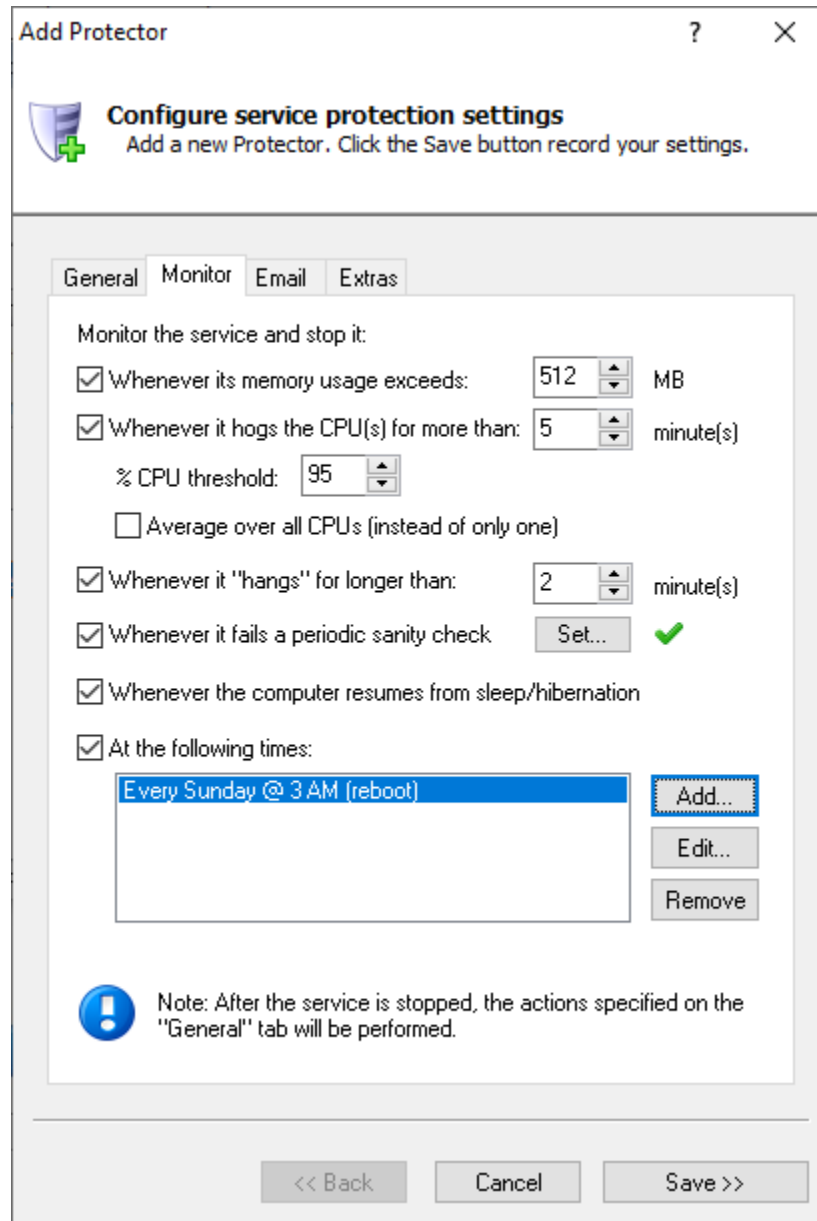 Add Protector
?
Configure service protection settings
Add a new Protector. Click the Save button record your settings.
General Monitor Email Extras
Monitor the service and stop it:
Whenever its memory usage exceeds: 512 MB
Whenever it hogs the CPU(s) for more than: 5 minute(s)
% CPU threshold: 95
Average over all CPUs (instead of only one)
Whenever it "hangs" for longer than: 2 minute(s)
Whenever it fails a periodic sanity check Set...
Whenever the computer resumes from sleep/hibernation
At the following times:
Every Sunday @ 3 AM (reboot)
Add...
Edit...
Remove
Note: After the service is stopped, the actions specified on the
"General" tab will be performed.
<< Back Cancel Save >>